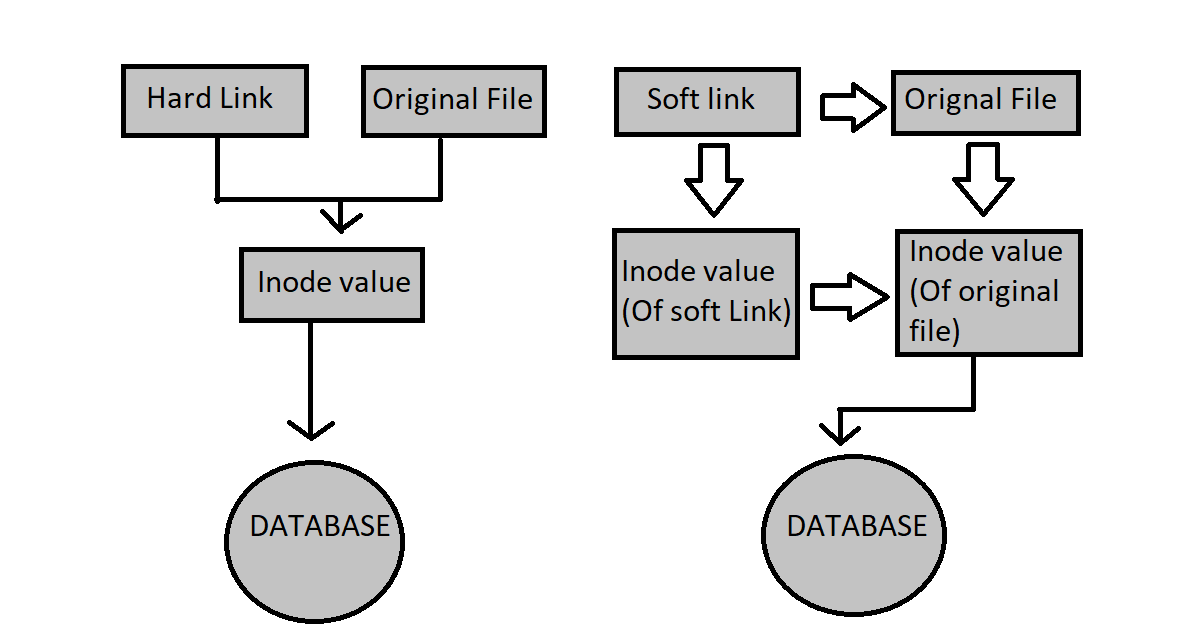 Hard Link
Original File
Inode value
DATABASE
Soft link
Orignal File
Inode value
(Of soft Link)
Inode value
(Of original
file)
DATABASE